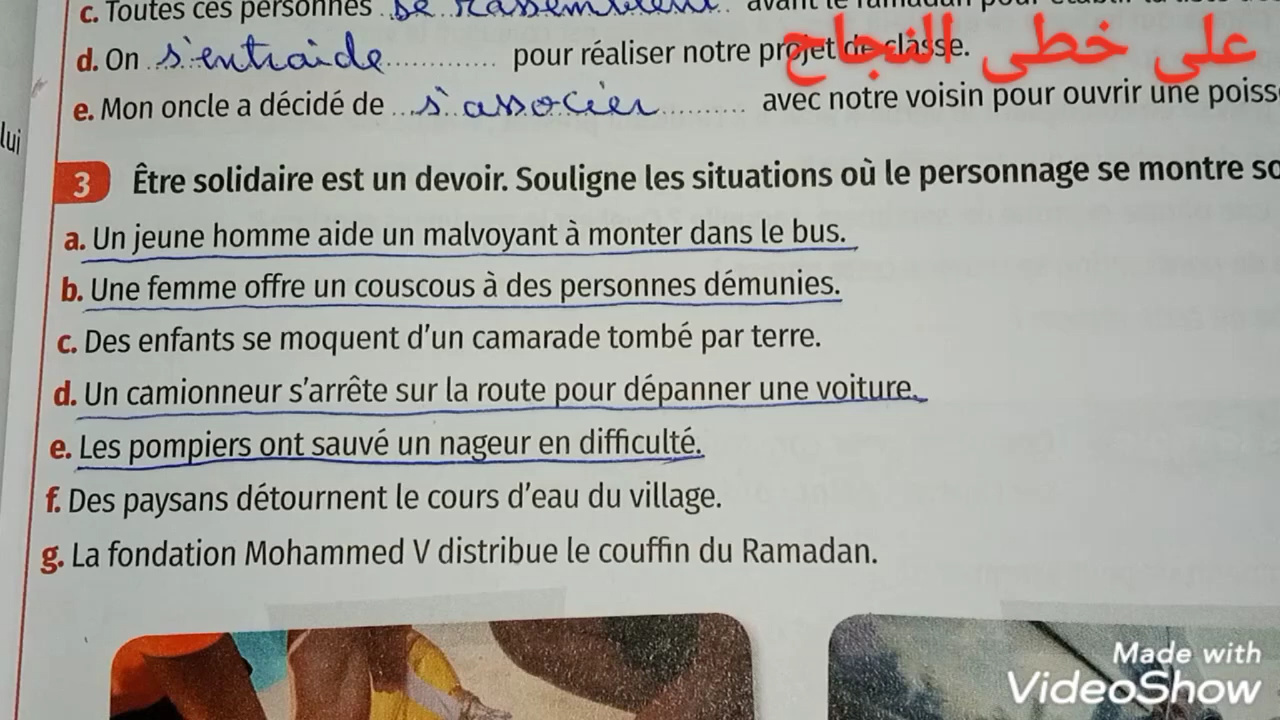 c. Toutes ces personnes se rassemblent avant le ramadan pour établir la liste
d. On s'entraide ............ pour réaliser notre projet de classe.
على خطى النجاح
e. Mon oncle a décidé de ... s'associer ......... avec notre voisin pour ouvrir une
lui
3 Être solidaire est un devoir. Souligne les situations où le personnage se montre
a. Un jeune homme aide un malvoyant à monter dans le bus.
b. Une femme offre un couscous à des personnes démunies.
c. Des enfants se moquent d'un camarade tombé par terre.
d. Un camionneur s'arrête sur la route pour dépanner une voiture.
e. Les pompiers ont sauvé un nageur en difficulté.
f. Des paysans détournent le cours d'eau du village.
g. La fondation Mohammed V distribue le couffin du Ramadan.
Made with
VideoShow